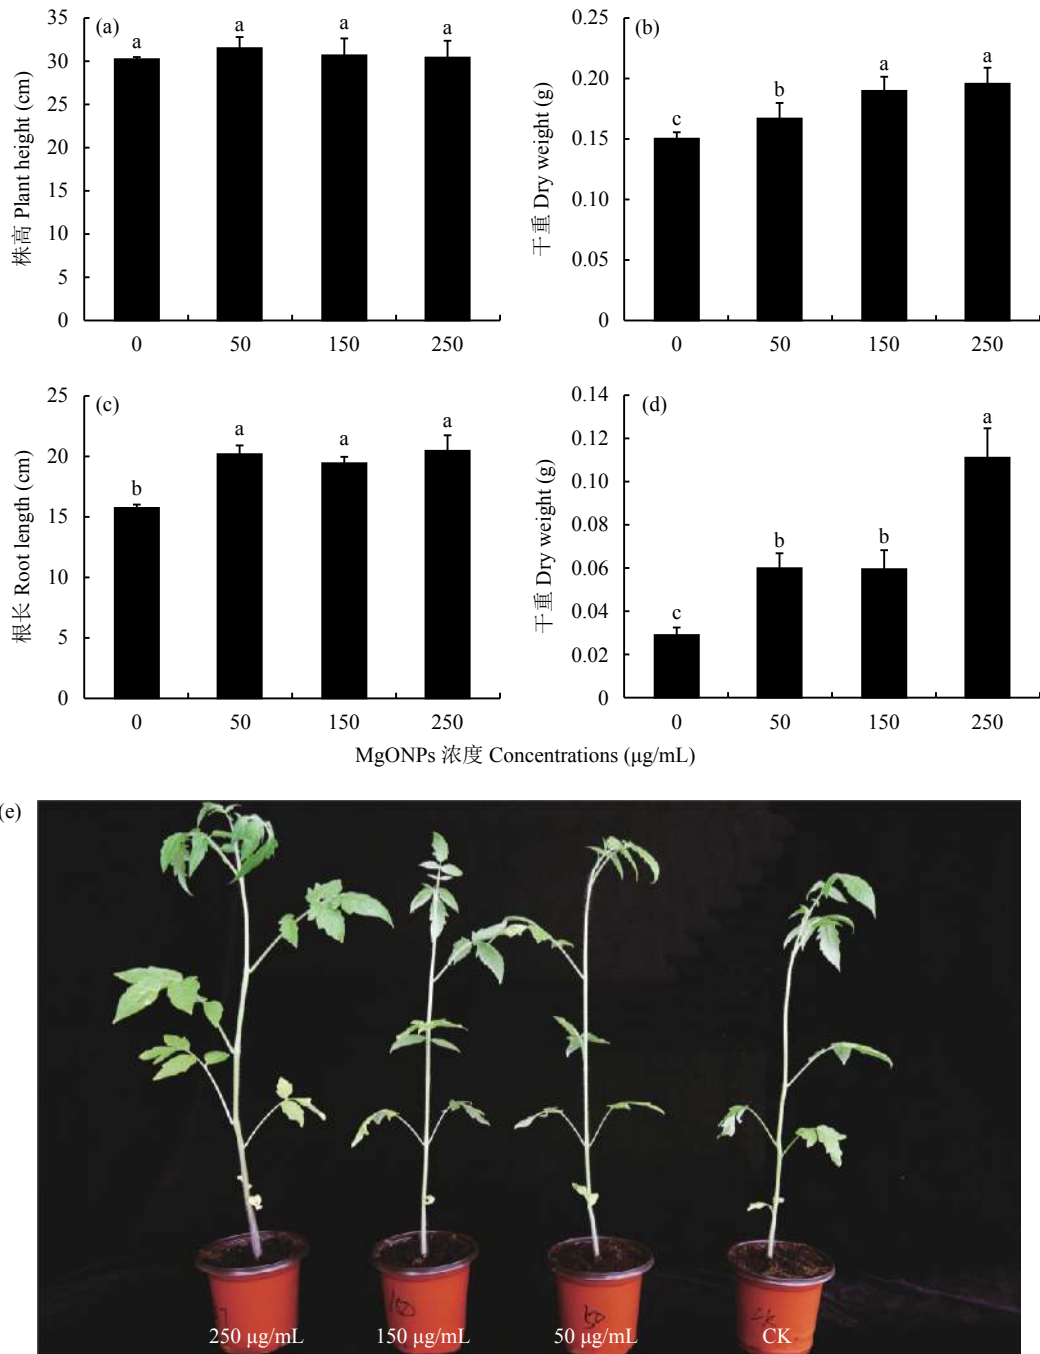 (a)
株高 Plant height (cm)
35
30
25
20
15
10
5
0
a
a
a
a
0
50
150
250
(b)
干重 Dry weight (g)
0.25
0.20
0.15
0.10
0.05
0
c
b
a
a
0
50
150
250
(c)
根长 Root length (cm)
25
20
15
10
5
0
b
a
a
a
0
50
150
250
(d)
干重 Dry weight (g)
0.14
0.12
0.10
0.08
0.06
0.04
0.02
0
c
b
b
a
0
50
150
250
MgONPs 浓度 Concentrations (μg/mL)
(e)
150
50
CK
250 μg/mL
150 μg/mL
50 μg/mL
CK